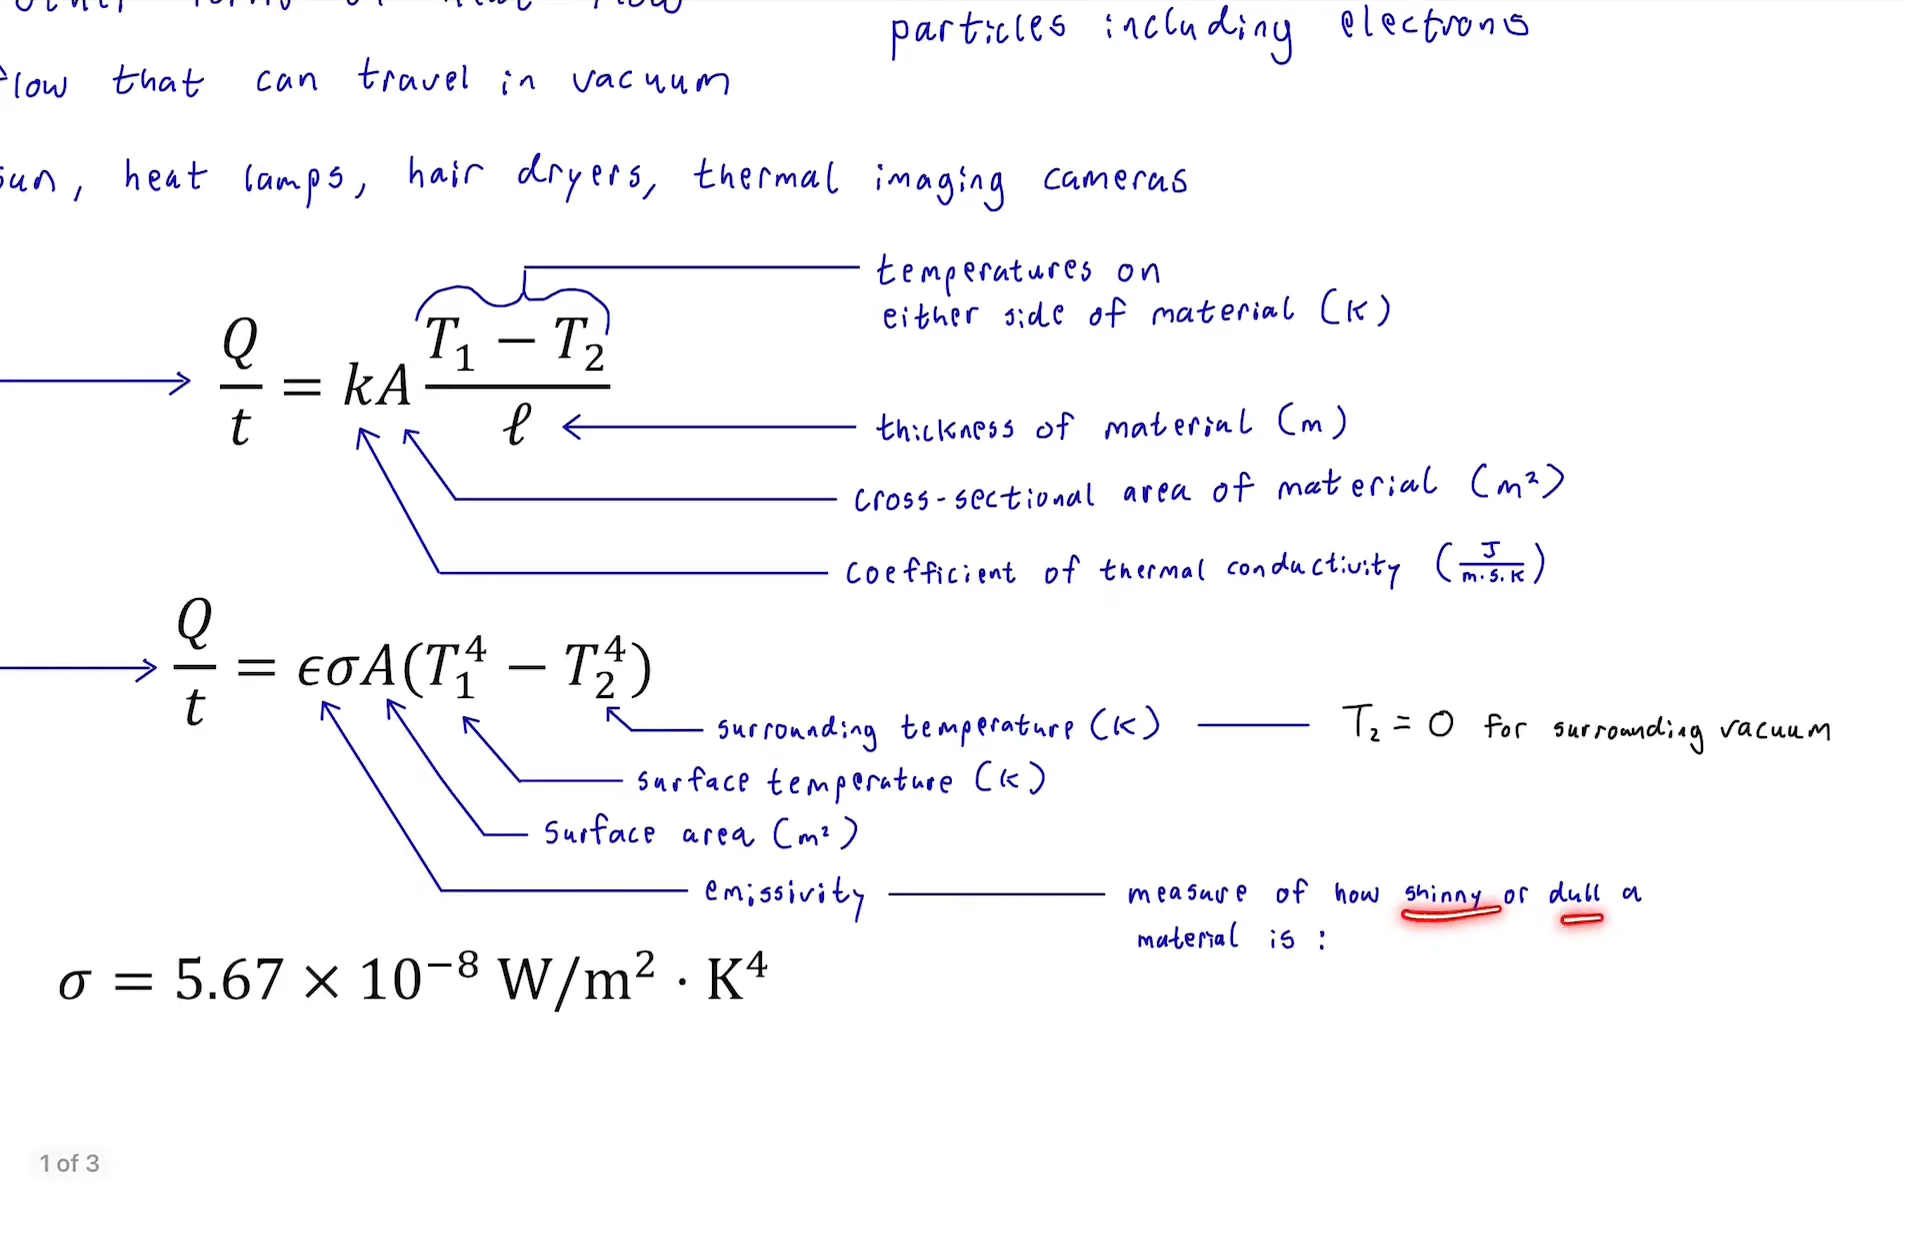 particles including electrons
flow that can travel in vacuum
sun, heat lamps, hair dryers, thermal imaging cameras
temperatures on
either side of material (K)
Q/t = kA (T₁ − T₂)/ℓ
thickness of material (m)
cross-sectional area of material (m²)
coefficient of thermal conductivity (J/m.s.K)
Q/t = ϵσA(T₁⁴ − T₂⁴)
surrounding temperature (K) T₂ = 0 for surrounding vacuum
surface temperature (K)
surface area (m²)
emissivity measure of how shinny or dull a
material is :
σ = 5.67 × 10⁻⁸ W/m² · K⁴
1 of 3